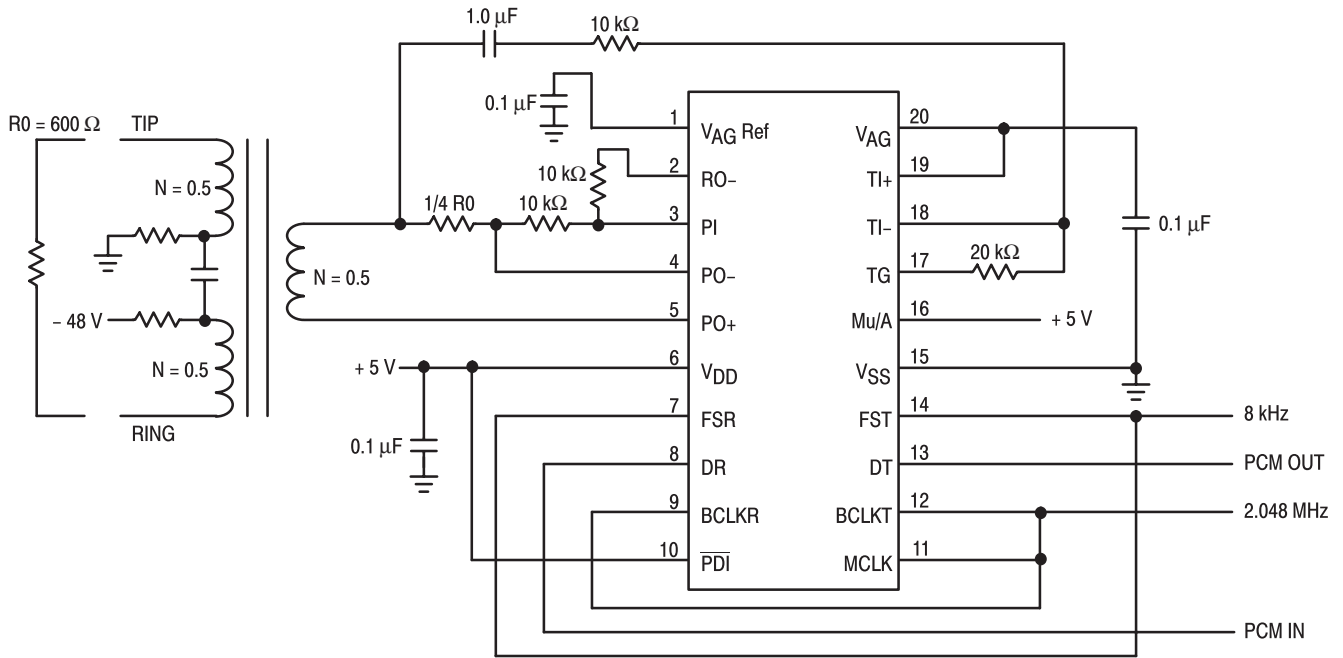 1.0 µF
10 kΩ
0.1 µF
R0 = 600 Ω
TIP
N = 0.5
N = 0.5
– 48 V
N = 0.5
RING
1/4 R0
10 kΩ
10 kΩ
+ 5 V
0.1 µF
1
VAG Ref
2
RO–
3
PI
4
PO–
5
PO+
6
VDD
7
FSR
8
DR
9
BCLKR
10
PDI
20
VAG
19
TI+
18
TI–
17
TG
16
Mu/A
15
VSS
14
FST
13
DT
12
BCLKT
11
MCLK
20 kΩ
0.1 µF
+ 5 V
8 kHz
PCM OUT
2.048 MHz
PCM IN